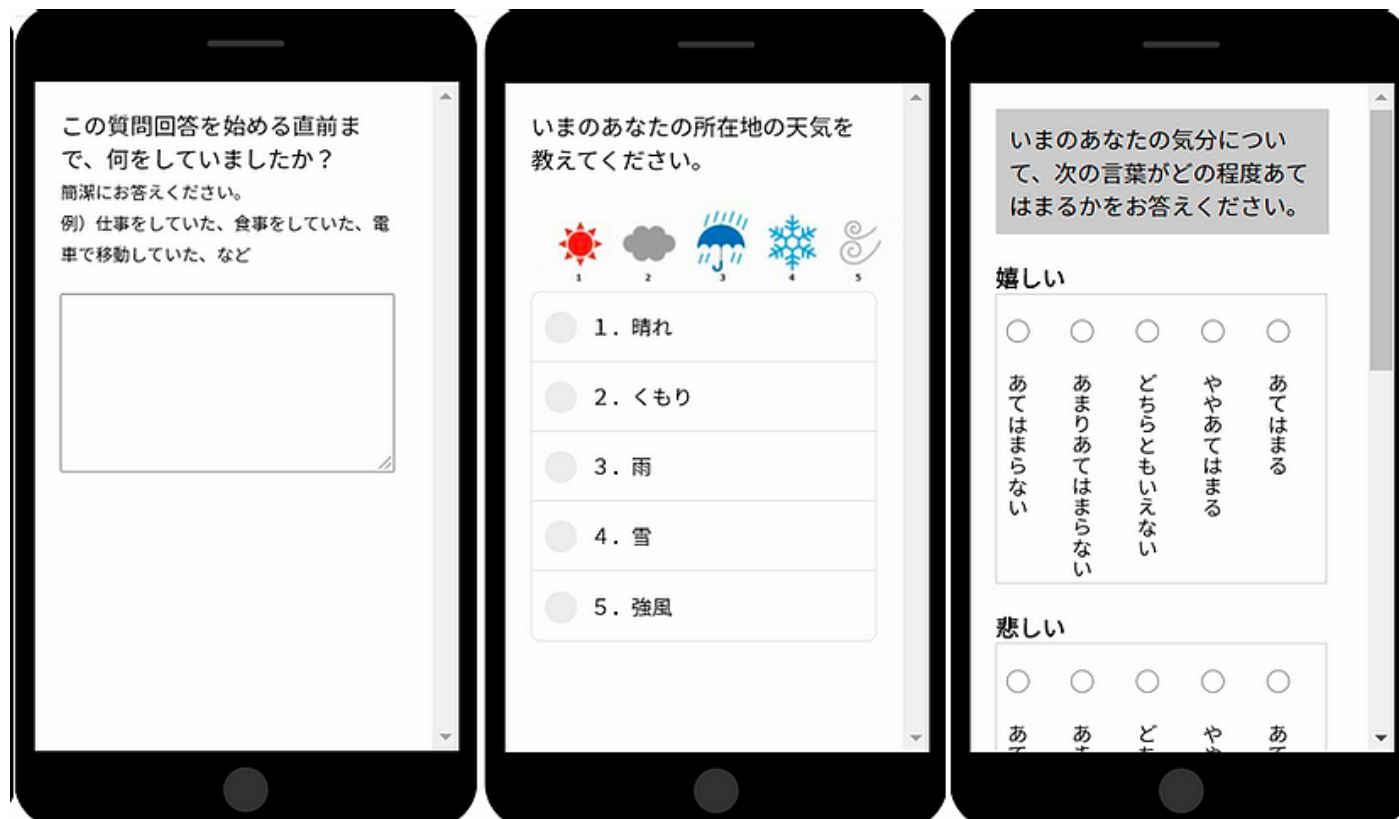 この質問回答を始める直前ま
で、何をしていましたか？
簡潔にお答えください。
例）仕事をしていた、食事をしていた、電
車で移動していた、など
いまのあなたの所在地の天気を
教えてください。
1
2
3
4
5
1．晴れ
2．くもり
3．雨
4．雪
5．強風
いまのあなたの気分につい
て、次の言葉がどの程度あて
はまるかをお答えください。
嬉しい
あてはまらない
あまりあてはまらない
どちらともいえない
ややあてはまる
あてはまる
悲しい